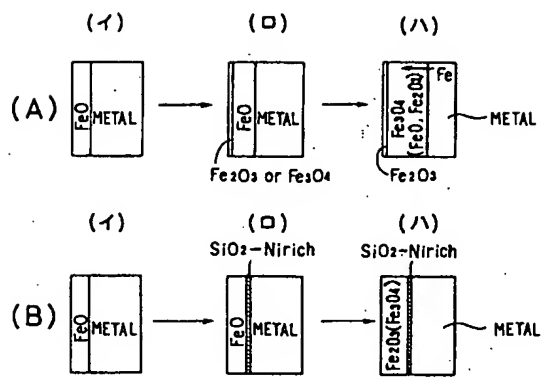 (イ) (ロ) (ハ)
(A) FeO METAL FeO METAL Fe₃O₄ (FeO, Fe₂O₃) Fe METAL
Fe₂O₃ or Fe₃O₄ Fe₂O₃
(イ) (ロ) (ハ)
SiO₂-Nirich SiO₂-Nirich
(B) FeO METAL FeO METAL Fe₂O₃(Fe₃O₄) METAL